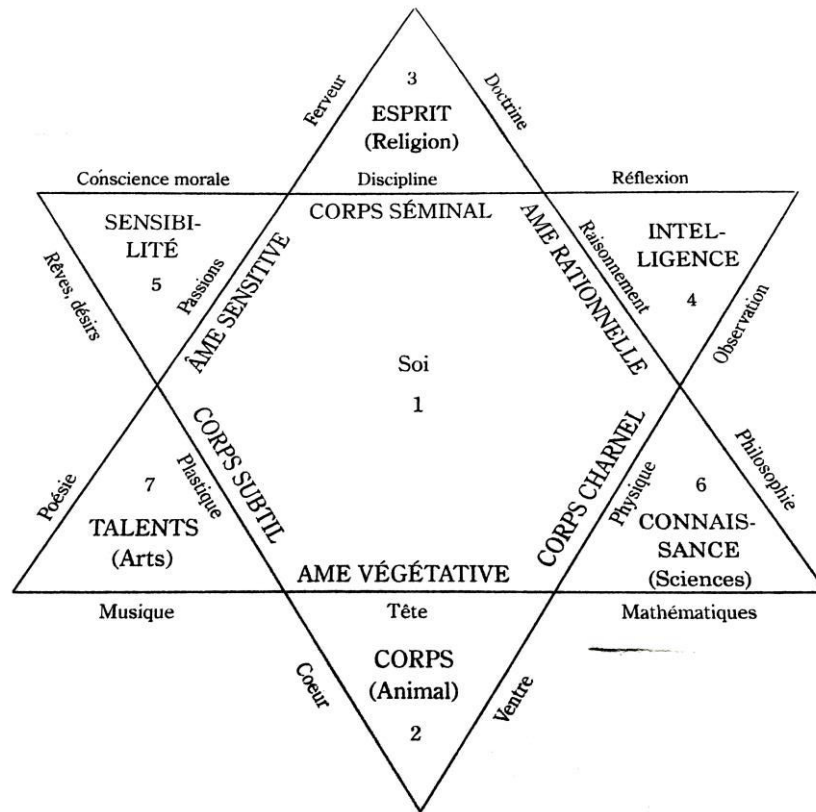 Ferveur
3
ESPRIT
(Religion)
Doctrine
Conscience morale
Discipline
Réflexion
CORPS SÉMINAL
SENSIBI-
LITÉ
5
Rêves, désirs
Passions
ÂME SENSITIVE
AME RATIONNELLE
Raisonnement
INTEL-
LIGENCE
4
Observation
Soi
1
Poésie
7
TALENTS
(Arts)
Plastique
CORPS SUBTIL
CORPS CHARNEL
Physique
6
CONNAIS-
SANCE
(Sciences)
Philosophie
AME VÉGÉTATIVE
Musique
Tête
Mathématiques
Coeur
CORPS
(Animal)
2
Ventre